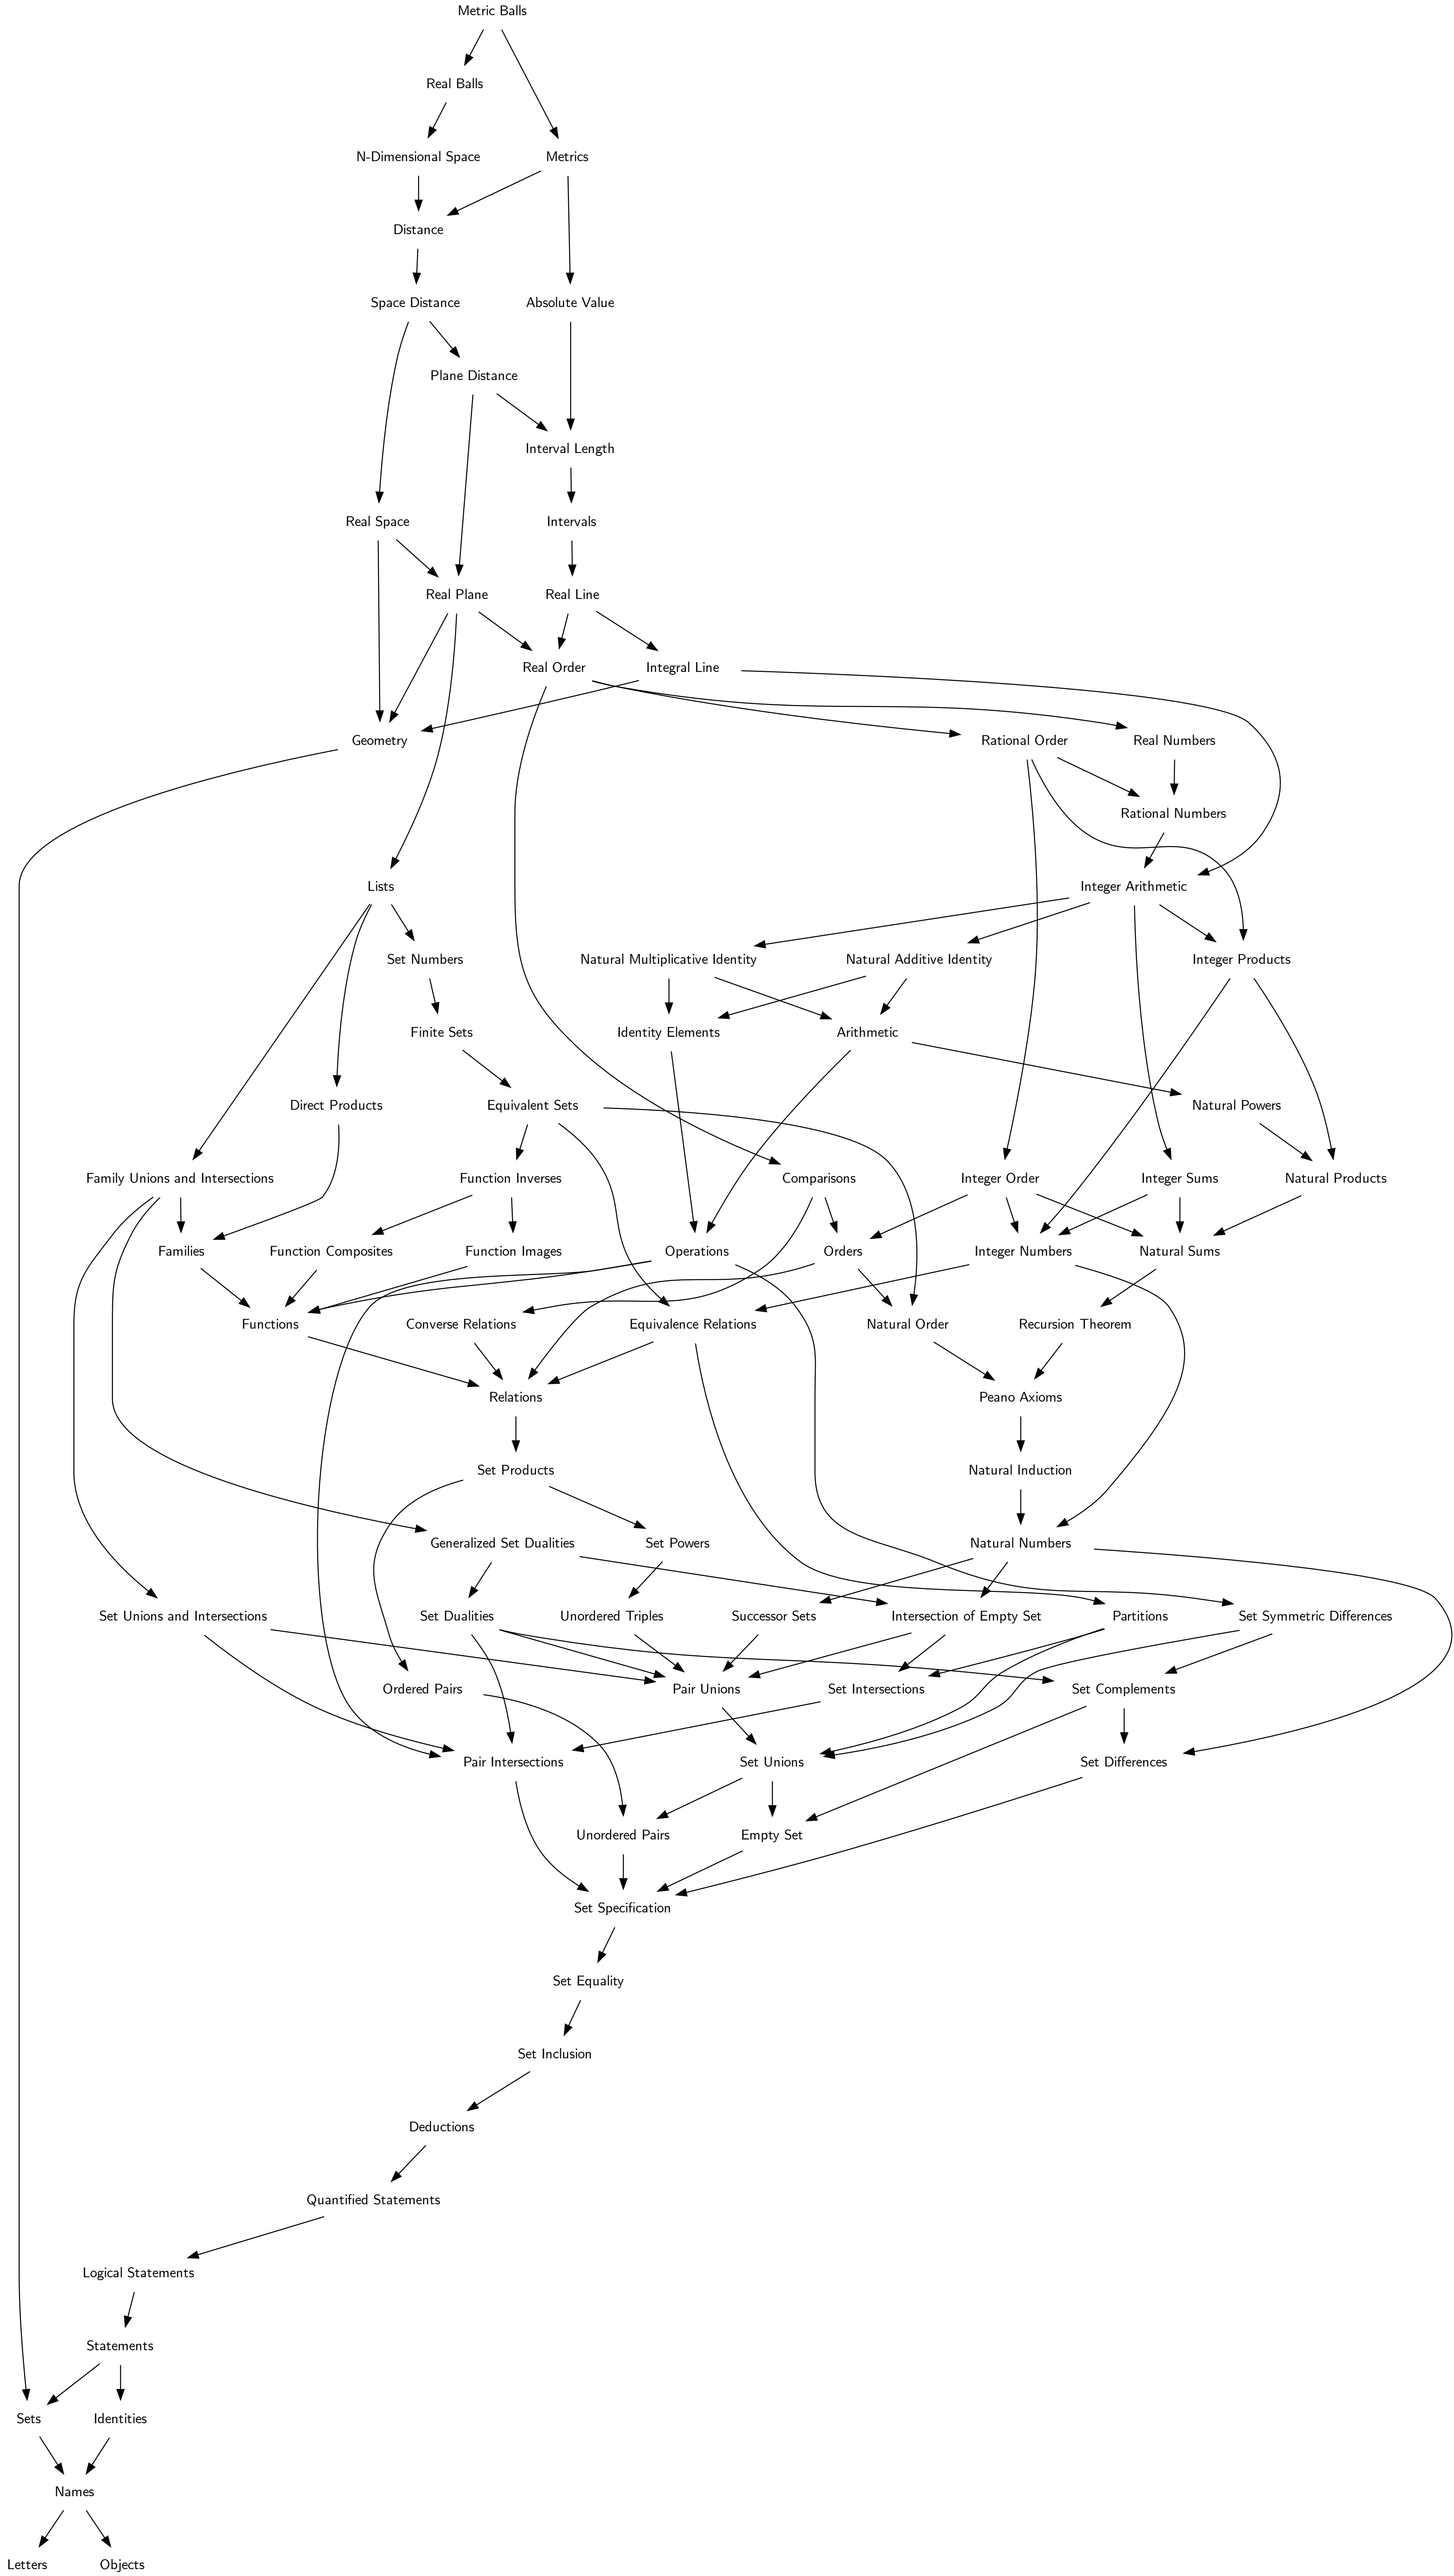 Metric Balls
Real Balls
N-Dimensional Space
Metrics
Distance
Space Distance
Absolute Value
Plane Distance
Interval Length
Real Space
Intervals
Real Plane
Real Line
Real Order
Integral Line
Geometry
Rational Order
Real Numbers
Rational Numbers
Lists
Integer Arithmetic
Set Numbers
Natural Multiplicative Identity
Natural Additive Identity
Integer Products
Finite Sets
Identity Elements
Arithmetic
Direct Products
Equivalent Sets
Natural Powers
Family Unions and Intersections
Function Inverses
Comparisons
Integer Order
Integer Sums
Natural Products
Families
Function Composites
Function Images
Operations
Orders
Integer Numbers
Natural Sums
Functions
Converse Relations
Equivalence Relations
Natural Order
Recursion Theorem
Relations
Peano Axioms
Set Products
Natural Induction
Generalized Set Dualities
Set Powers
Natural Numbers
Set Unions and Intersections
Set Dualities
Unordered Triples
Successor Sets
Intersection of Empty Set
Partitions
Set Symmetric Differences
Ordered Pairs
Pair Unions
Set Intersections
Set Complements
Pair Intersections
Set Unions
Set Differences
Unordered Pairs
Empty Set
Set Specification
Set Equality
Set Inclusion
Deductions
Quantified Statements
Logical Statements
Statements
Sets
Identities
Names
Letters
Objects